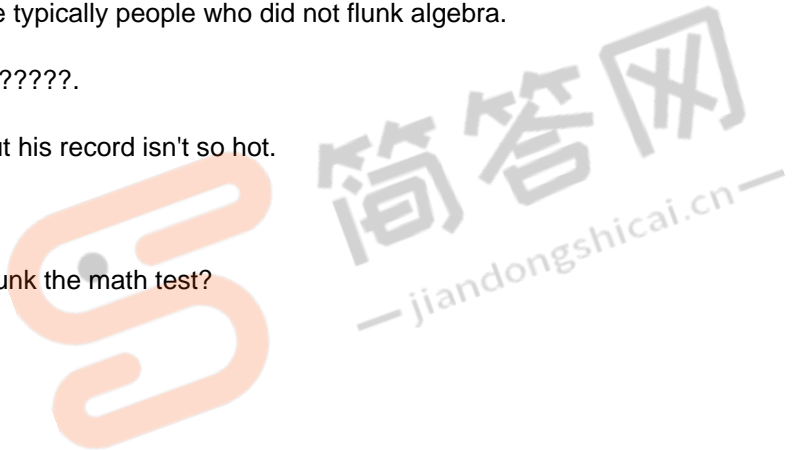 e typically people who did not flunk algebra.
?????.
ut his record isn't so hot.
unk the math test?
简答网
jiandongshicai.cn